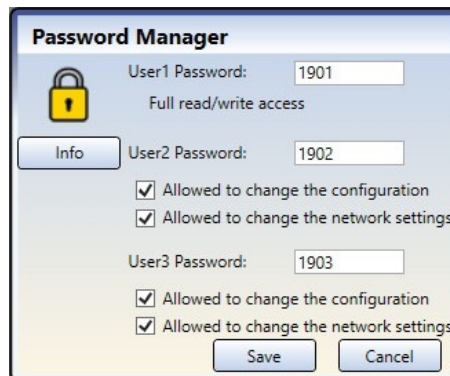 Password Manager
User1 Password: 1901
Full read/write access
Info
User2 Password: 1902
Allowed to change the configuration
Allowed to change the network settings
User3 Password: 1903
Allowed to change the configuration
Allowed to change the network settings
Save Cancel